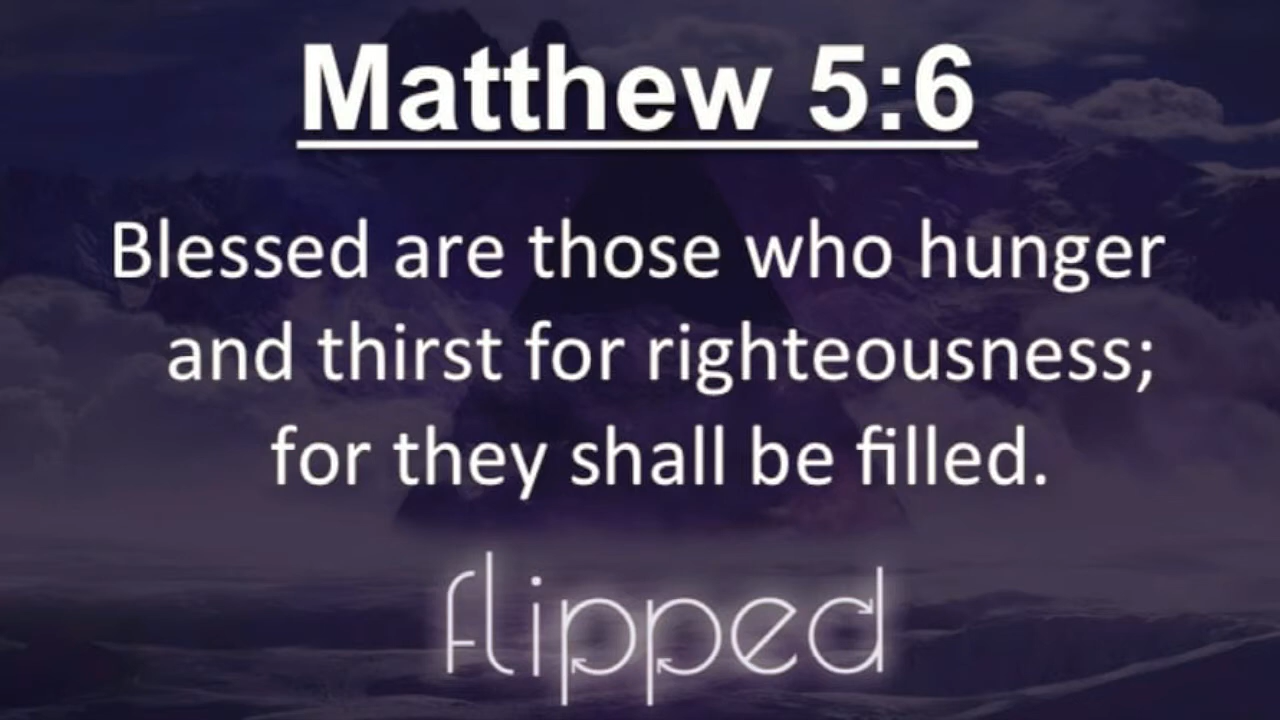 Matthew 5:6
Blessed are those who hunger
and thirst for righteousness;
for they shall be filled.
flipped